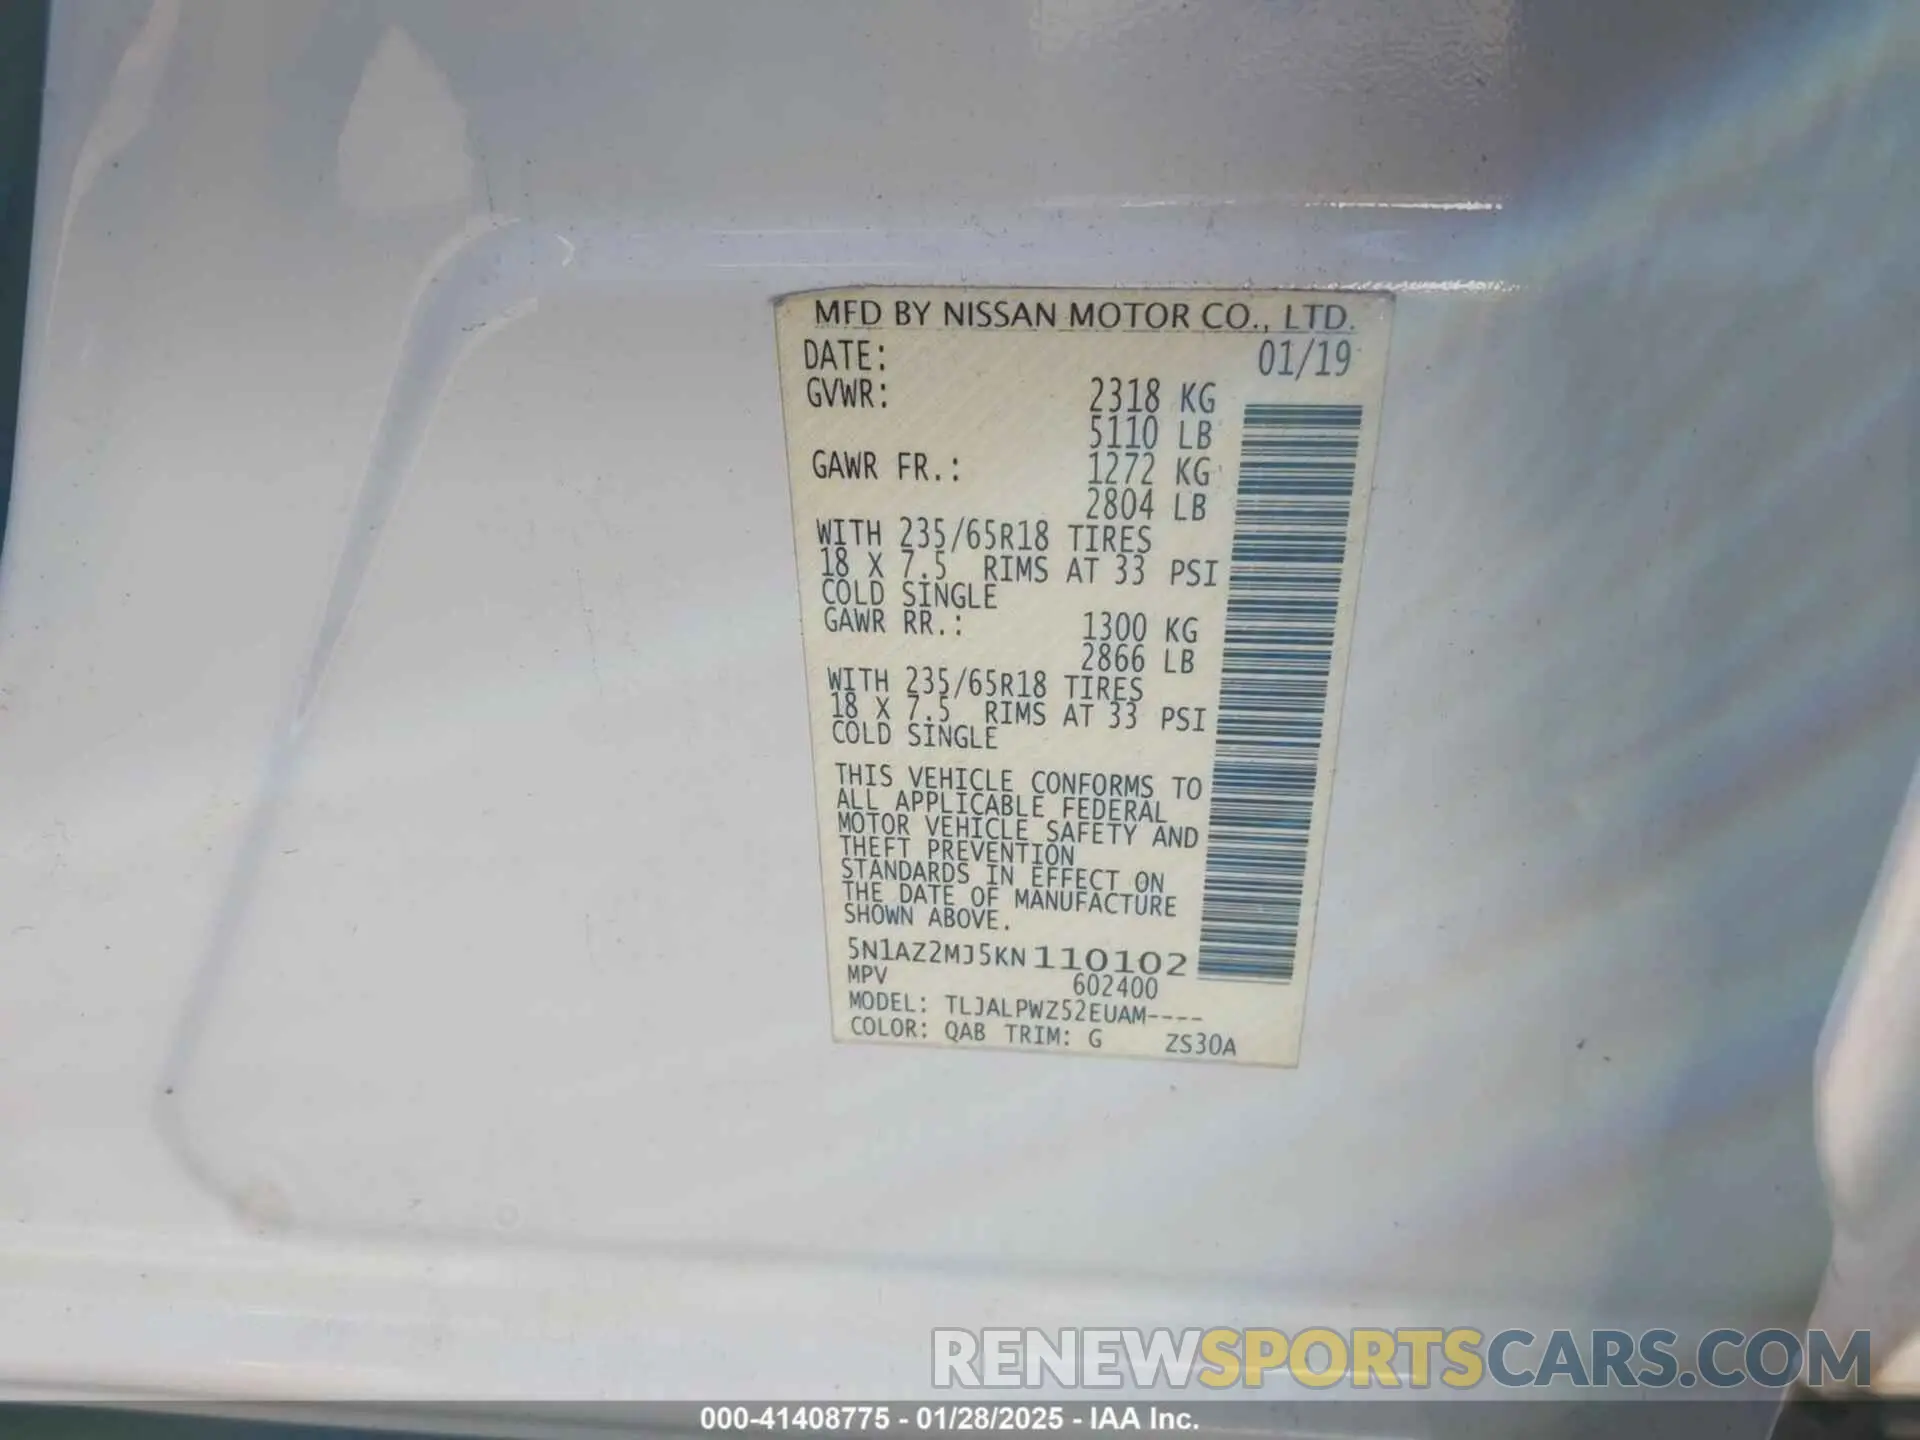 MFD BY NISSAN MOTOR CO., LTD.
DATE: 01/19
GVWR: 2318 KG
5110 LB
GAWR FR.: 1272 KG
2804 LB
WITH 235/65R18 TIRES
18 X 7.5 RIMS AT 33 PSI
COLD SINGLE
GAWR RR.: 1300 KG
2866 LB
WITH 235/65R18 TIRES
18 X 7.5 RIMS AT 33 PSI
COLD SINGLE
THIS VEHICLE CONFORMS TO
ALL APPLICABLE FEDERAL
MOTOR VEHICLE SAFETY AND
THEFT PREVENTION
STANDARDS IN EFFECT ON
THE DATE OF MANUFACTURE
SHOWN ABOVE.
5N1AZ2MJ5KN110102
MPV 602400
MODEL: TLJALPWZ52EUAM----
COLOR: QAB TRIM: G ZS30A
RENEWSPORTSCARS.COM
000-41408775 - 01/28/2025 - IAA Inc.